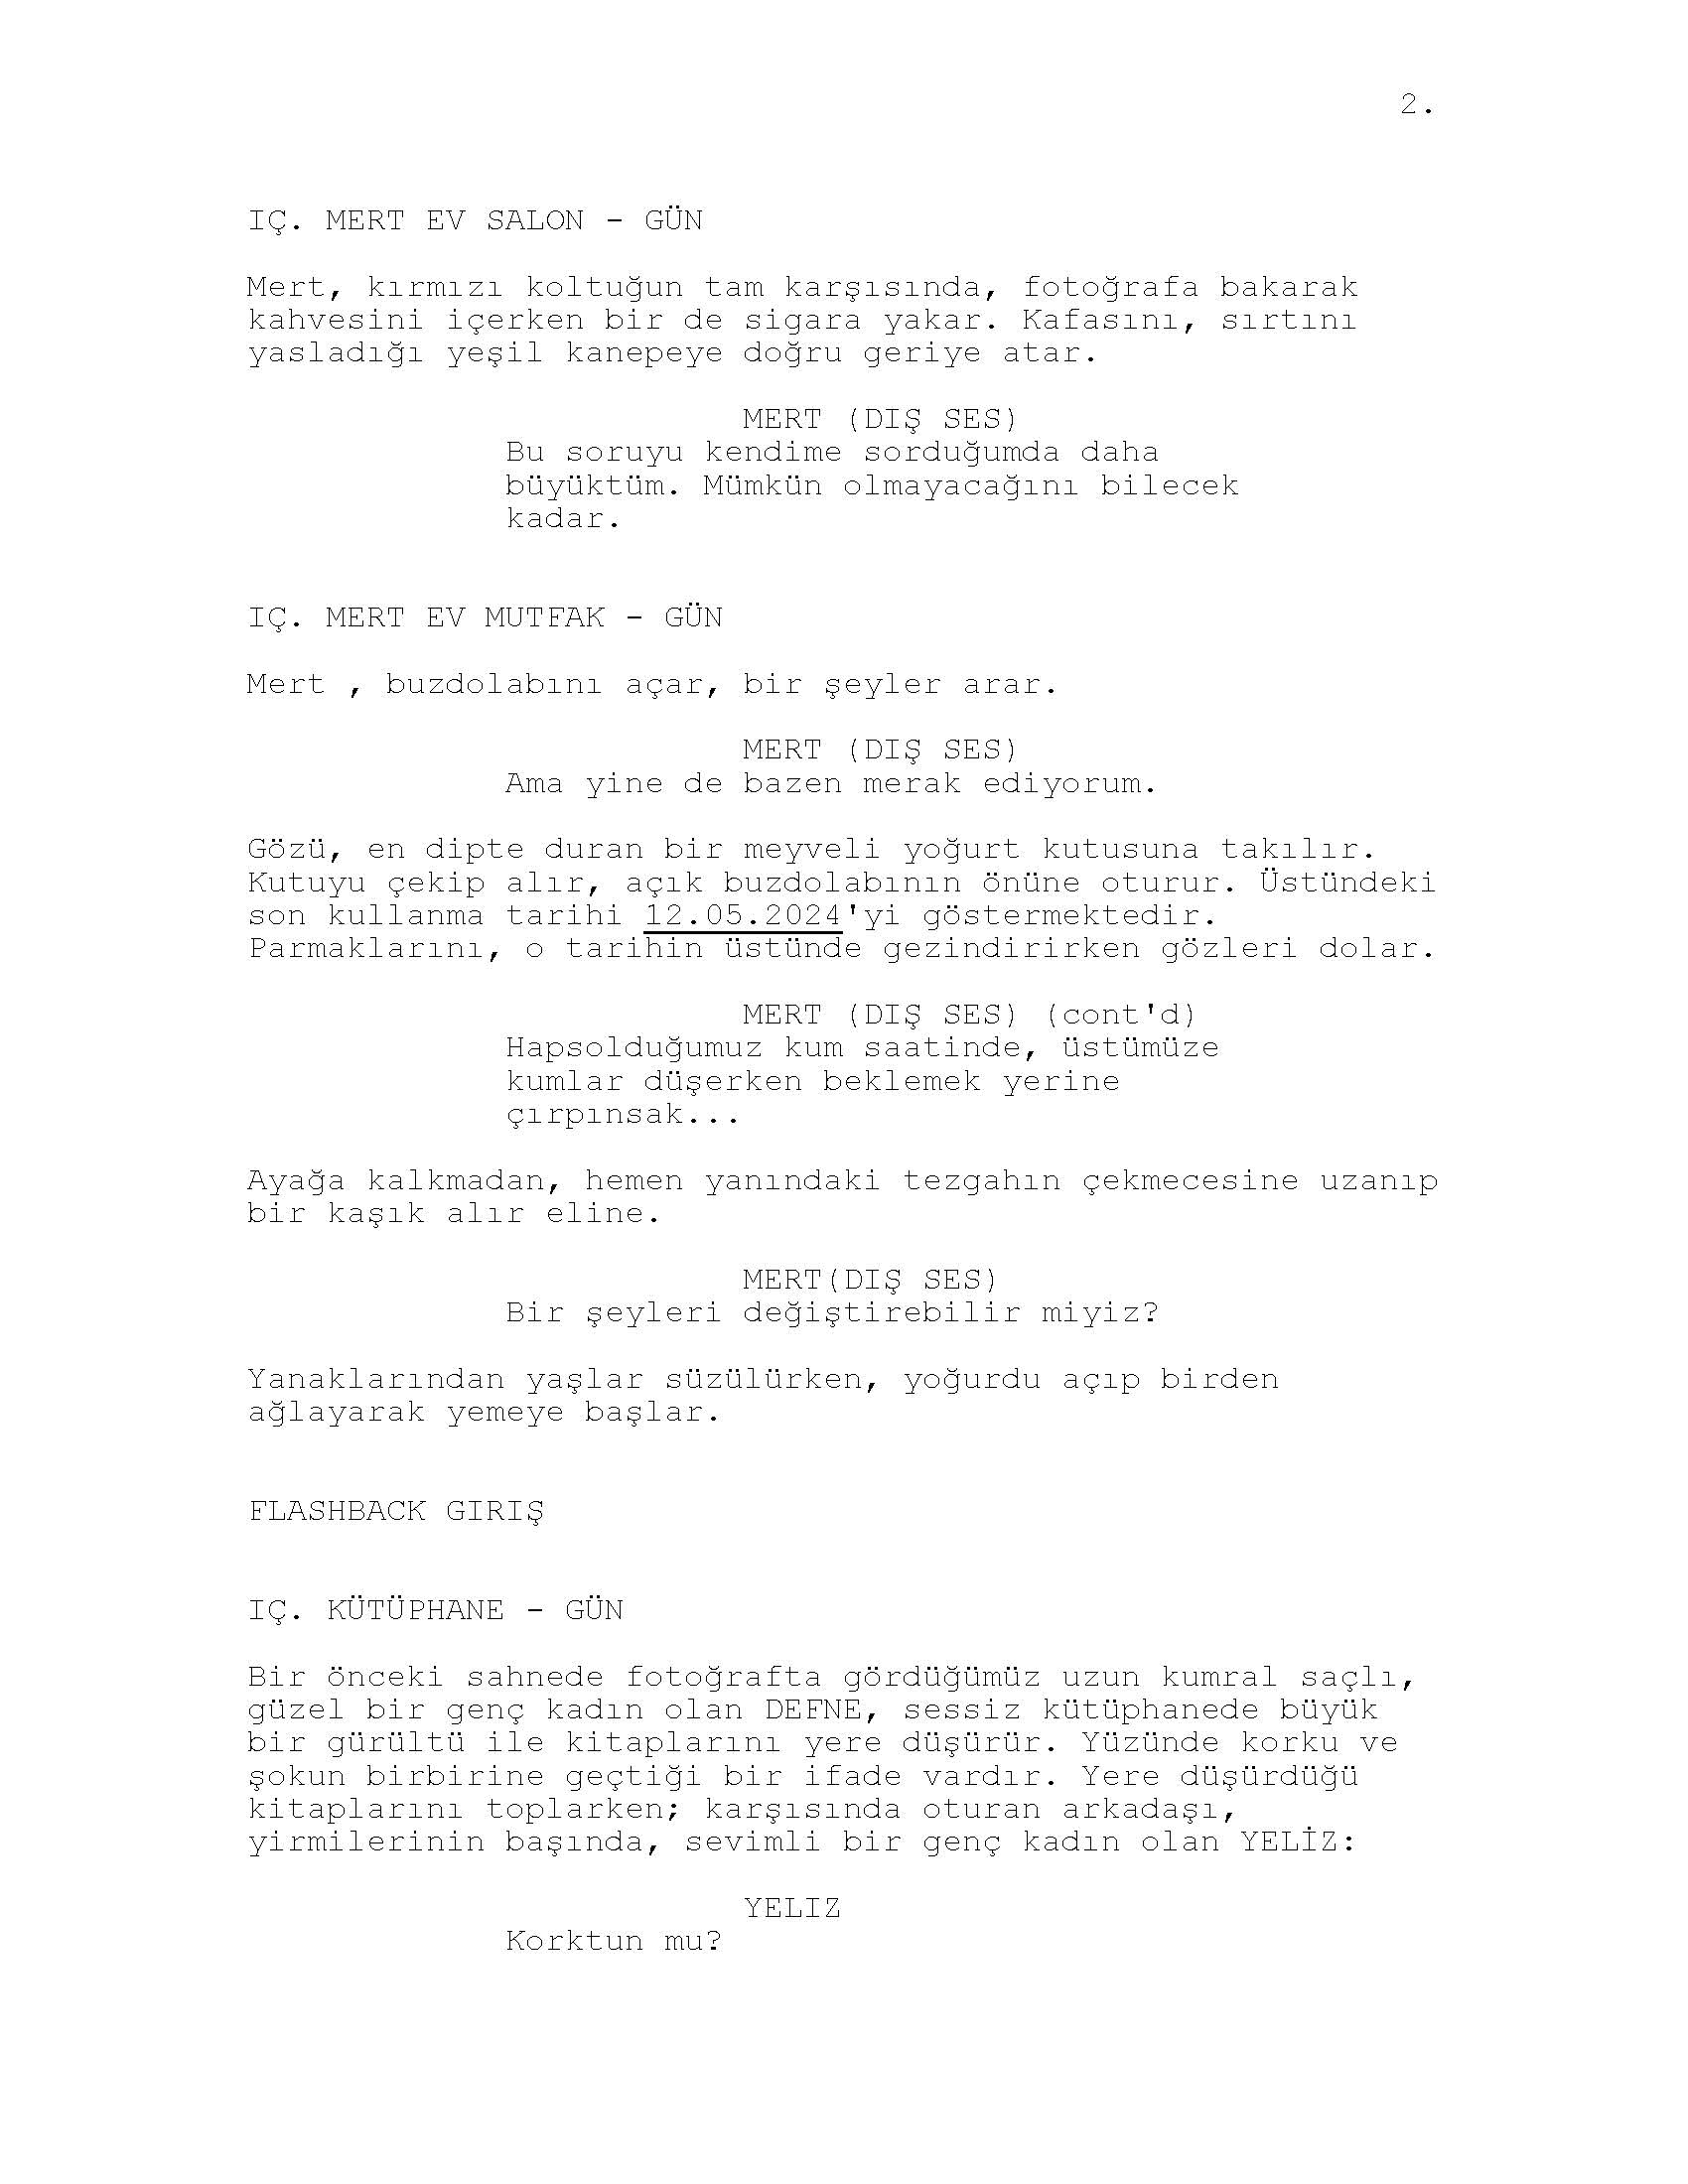 2.
IÇ. MERT EV SALON - GÜN
Mert, kırmızı koltuğun tam karşısında, fotoğrafa bakarak
kahvesini içerken bir de sigara yakar. Kafasını, sırtını
yasladığı yeşil kanepeye doğru geriye atar.
MERT (DIŞ SES)
Bu soruyu kendime sorduğumda daha
büyüktüm. Mümkün olmayacağını bilecek
kadar.
IÇ. MERT EV MUTFAK - GÜN
Mert , buzdolabını açar, bir şeyler arar.
MERT (DIŞ SES)
Ama yine de bazen merak ediyorum.
Gözü, en dipte duran bir meyveli yoğurt kutusuna takılır.
Kutuyu çekip alır, açık buzdolabının önüne oturur. Üstündeki
son kullanma tarihi 12.05.2024'yi göstermektedir.
Parmaklarını, o tarihin üstünde gezindirirken gözleri dolar.
MERT (DIŞ SES) (cont'd)
Hapsolduğumuz kum saatinde, üstümüze
kumlar düşerken beklemek yerine
çırpınsak...
Ayağa kalkmadan, hemen yanındaki tezgahın çekmecesine uzanıp
bir kaşık alır eline.
MERT(DIŞ SES)
Bir şeyleri değiştirebilir miyiz?
Yanaklarından yaşlar süzülürken, yoğurdu açıp birden
ağlayarak yemeye başlar.
FLASHBACK GIRIŞ
IÇ. KÜTÜPHANE - GÜN
Bir önceki sahnede fotoğrafta gördüğümüz uzun kumral saçlı,
güzel bir genç kadın olan DEFNE, sessiz kütüphanede büyük
bir gürültü ile kitaplarını yere düşürür. Yüzünde korku ve
şokun birbirine geçtiği bir ifade vardır. Yere düşürdüğü
kitaplarını toplarken; karşısında oturan arkadaşı,
yirmilerinin başında, sevimli bir genç kadın olan YELİZ:
YELIZ
Korktun mu?